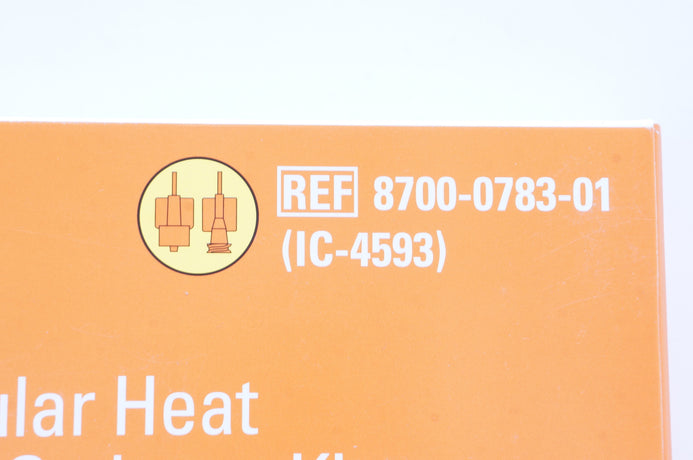 REF 8700-0783-01
(IC-4593)
ular Heat